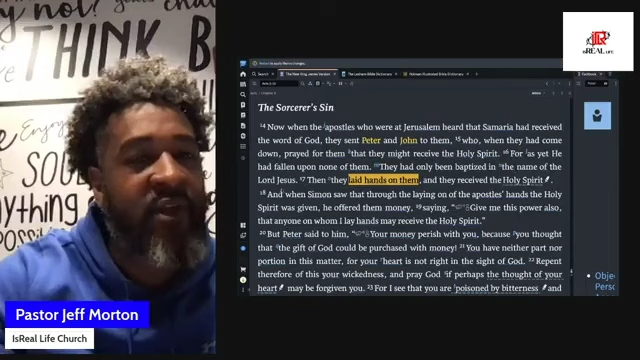 not?
THINK B
Enjoy
SOU
POSSI
Pastor Jeff Morton
IsReal Life Church
iSREAL LIFE
Search
The New King James Version
The Lexham Bible Dictionary
Holman Illustrated Bible Dictionary
The Sorcerer's Sin
14 Now when the apostles who were at Jerusalem heard that Samaria had received
the word of God, they sent Peter and John to them, 15 who, when they had come
down, prayed for them that they might receive the Holy Spirit. 16 For as yet He
had fallen upon none of them. They had only been baptized in the name of the
Lord Jesus. 17 Then they laid hands on them, and they received the Holy Spirit.
18 And when Simon saw that through the laying on of the apostles' hands the Holy
Spirit was given, he offered them money, 19 saying, "Give me this power also,
that anyone on whom I lay hands may receive the Holy Spirit."
20 But Peter said to him, "Your money perish with you, because you thought
that the gift of God could be purchased with money! 21 You have neither part nor
portion in this matter, for your heart is not right in the sight of God. 22 Repent
therefore of this your wickedness, and pray God if perhaps the thought of your
heart may be forgiven you. 23 For I see that you are poisoned by bitterness and
Objec
Perso